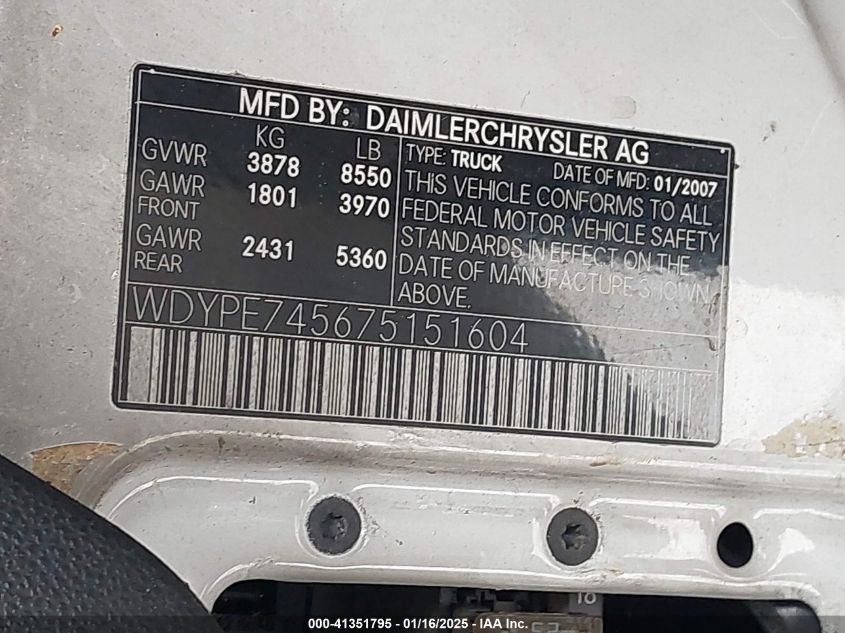 MFD BY: DAIMLERCHRYSLER AG
KG LB
GVWR 3878 8550
GAWR FRONT 1801 3970
GAWR REAR 2431 5360
TYPE: TRUCK DATE OF MFD: 01/2007
THIS VEHICLE CONFORMS TO ALL
FEDERAL MOTOR VEHICLE SAFETY
STANDARDS IN EFFECT ON THE
DATE OF MANUFACTURE SHOWN
ABOVE.
WDYPE745675151604
000-41351795 - 01/16/2025 - IAA Inc.